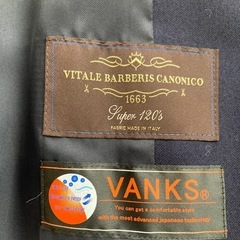 VITALE BARBERIS CANONICO
1663
Super 120's
FABRIC MADE IN ITALY
VANKS®
You can get a comfortable style
with the most advanced japanese technology